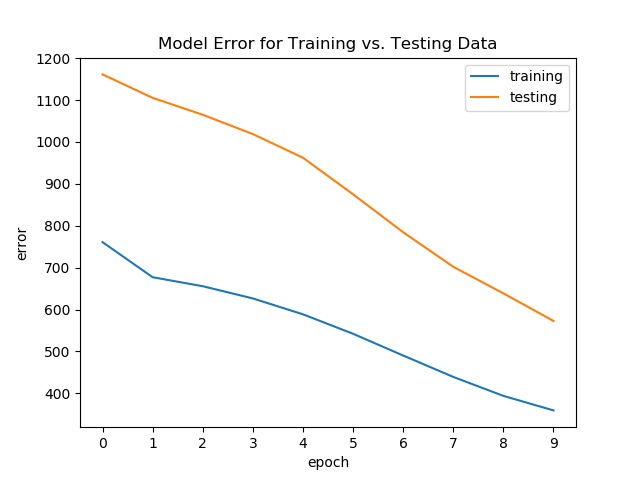 Model Error for Training vs. Testing Data
training
testing
1200
1100
1000
900
800
700
600
500
400
error
0 1 2 3 4 5 6 7 8 9
epoch